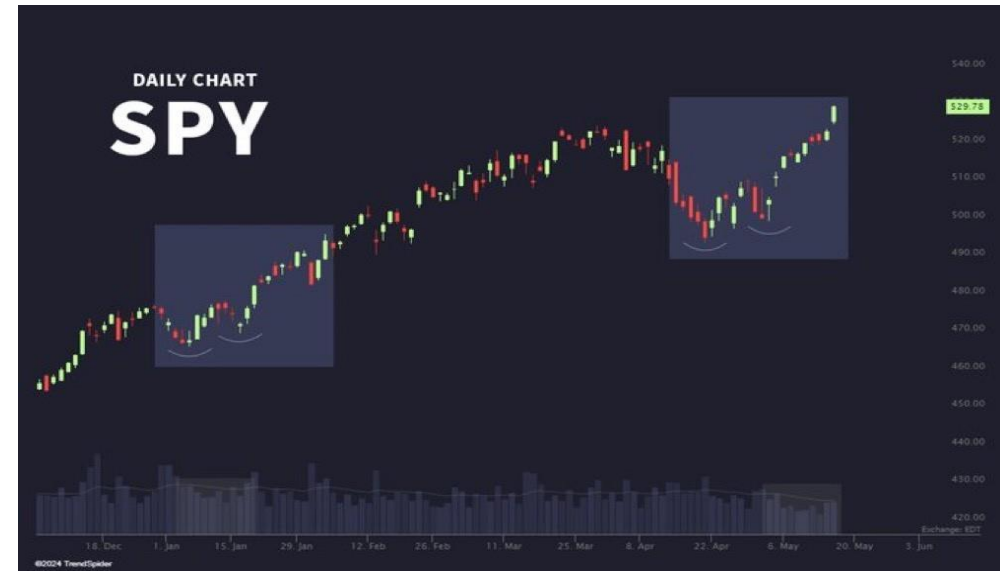 DAILY CHART
SPY
540.00
529.78
520.00
510.00
500.00
490.00
480.00
470.00
460.00
450.00
440.00
430.00
420.00
Exchange: EDT
18. Dec 1. Jan 15. Jan 29. Jan 12. Feb 26. Feb 11. Mar 25. Mar 8. Apr 22. Apr 6. May 20. May 3. Jun
©2024 TrendSpider